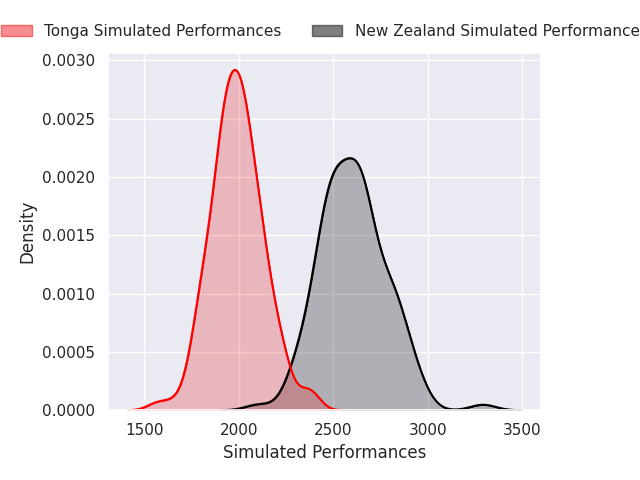 Tonga Simulated Performances New Zealand Simulated Performance
0.0030
0.0025
0.0020
0.0015
0.0010
0.0005
0.0000
Density
1500 2000 2500 3000 3500
Simulated Performances